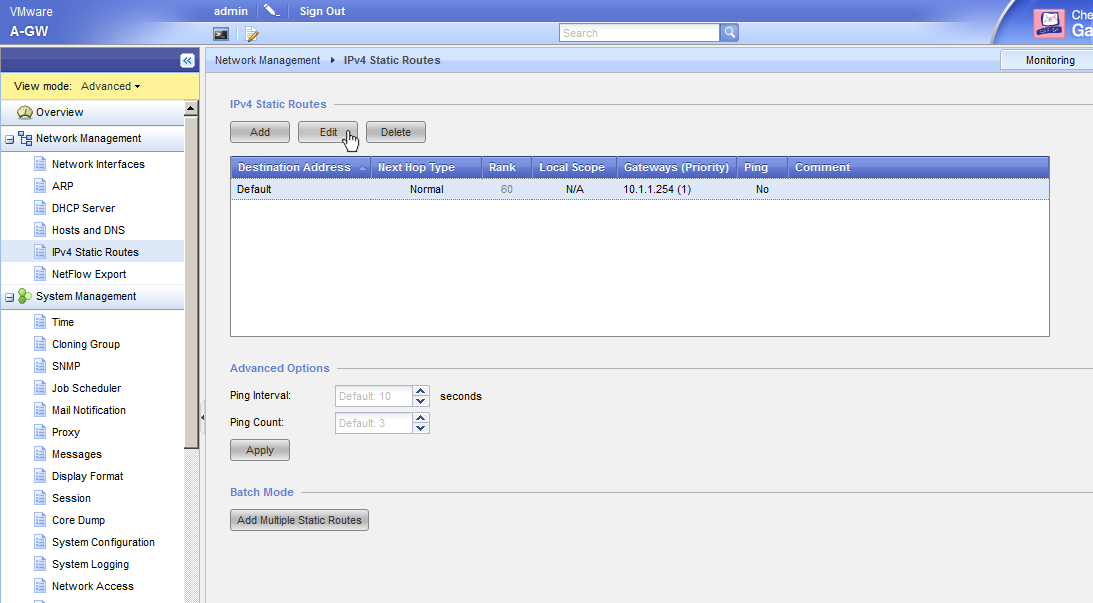 VMware
admin
Sign Out
A-GW
Search
Che
Ga
Network Management
IPv4 Static Routes
Monitoring
View mode: Advanced
Overview
Network Management
Network Interfaces
ARP
DHCP Server
Hosts and DNS
IPv4 Static Routes
NetFlow Export
System Management
Time
Cloning Group
SNMP
Job Scheduler
Mail Notification
Proxy
Messages
Display Format
Session
Core Dump
System Configuration
System Logging
Network Access
IPv4 Static Routes
Add Edit Delete
Destination Address Next Hop Type Rank Local Scope Gateways (Priority) Ping Comment
Default Normal 60 N/A 10.1.1.254 (1) No
Advanced Options
Ping Interval: Default: 10 seconds
Ping Count: Default: 3
Apply
Batch Mode
Add Multiple Static Routes